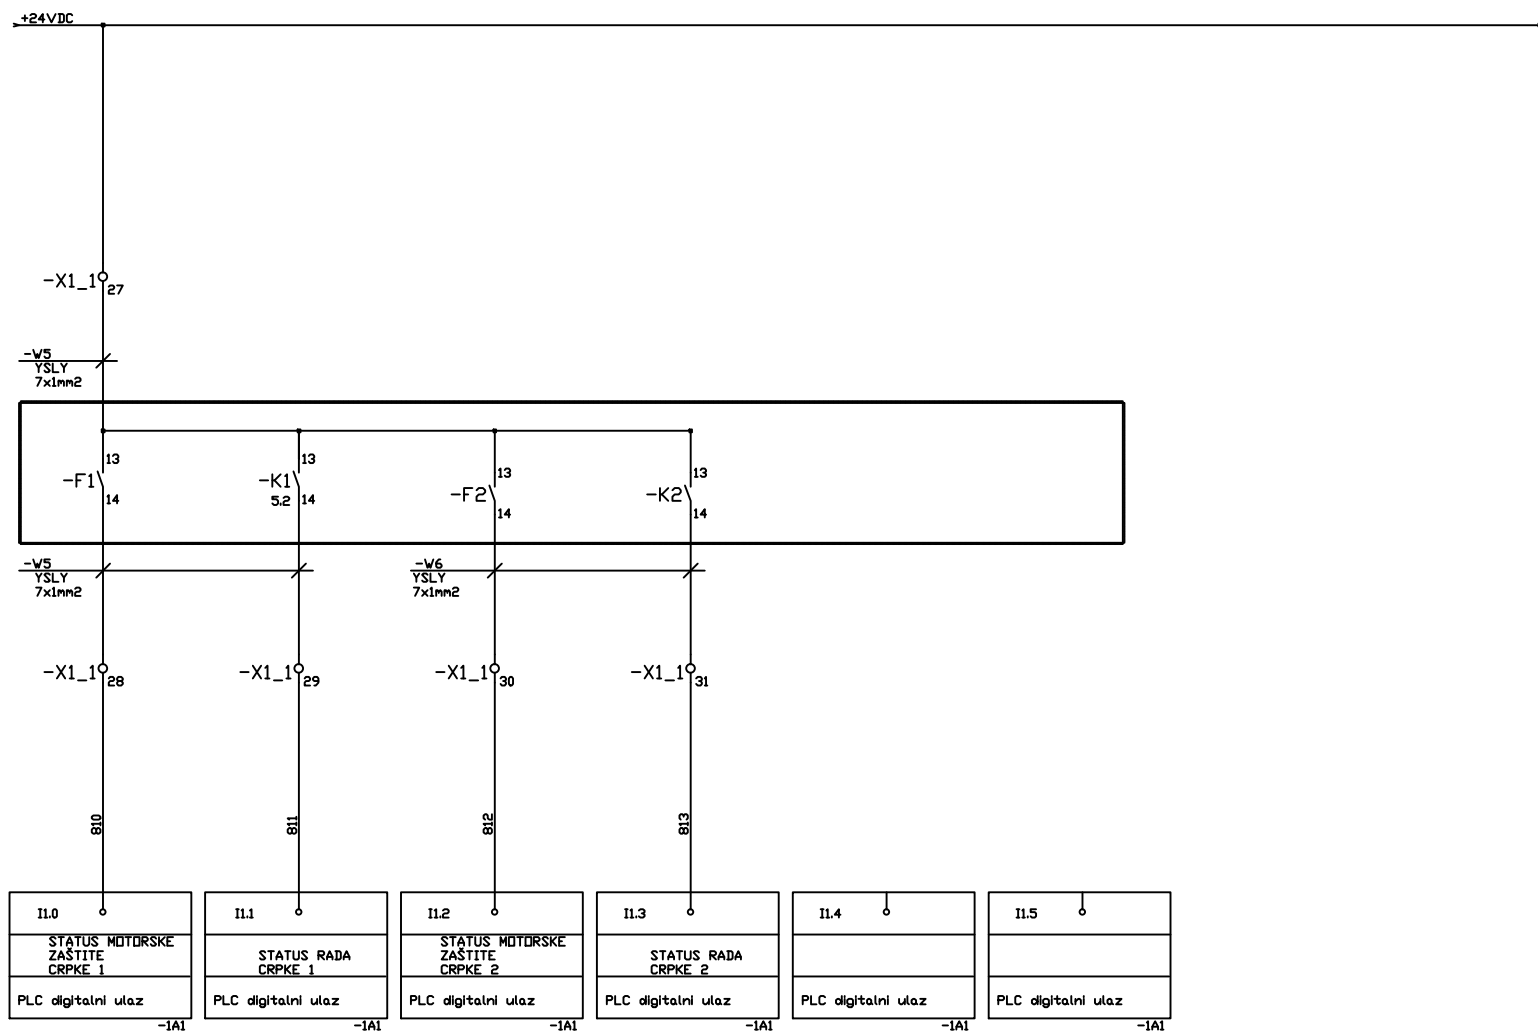 +24VDC
-X1_1
27
-W5
YSLY
7x1mm2
13
13
13
13
-F1
-K1
-F2
-K2
14
5.2
14
14
14
-W5
YSLY
7x1mm2
-W6
YSLY
7x1mm2
-X1_1
28
-X1_1
29
-X1_1
30
-X1_1
31
810
811
812
813
I1.0
I1.1
I1.2
I1.3
I1.4
I1.5
STATUS MOTORSKE
ZAŠTITE
CRPKE 1
STATUS RADA
CRPKE 1
STATUS MOTORSKE
ZAŠTITE
CRPKE 2
STATUS RADA
CRPKE 2
PLC digitalni ulaz
PLC digitalni ulaz
PLC digitalni ulaz
PLC digitalni ulaz
PLC digitalni ulaz
PLC digitalni ulaz
-1A1
-1A1
-1A1
-1A1
-1A1
-1A1